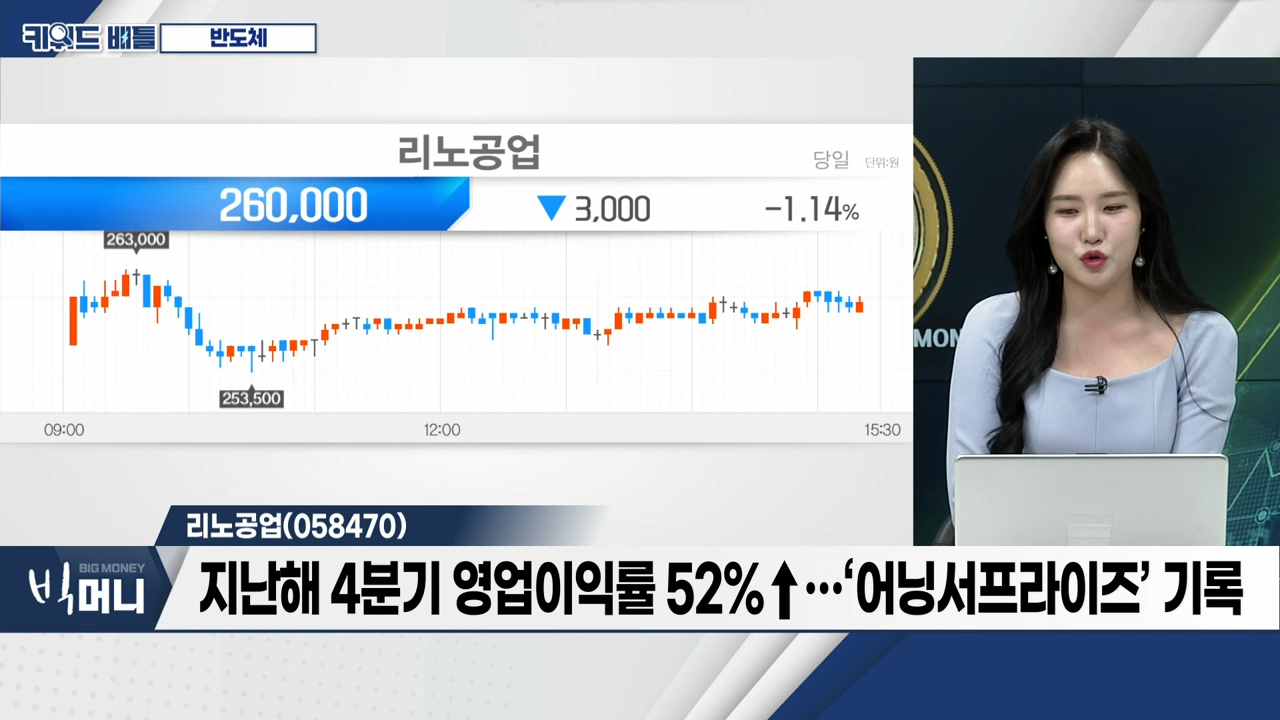 키워드 배틀
반도체
리노공업
당일 단위:원
260,000 ▼ 3,000 -1.14%
263,000
253,500
09:00 12:00 15:30
MON
리노공업(058470)
BIG MONEY
빅머니
지난해 4분기 영업이익률 52%↑…‘어닝서프라이즈’ 기록